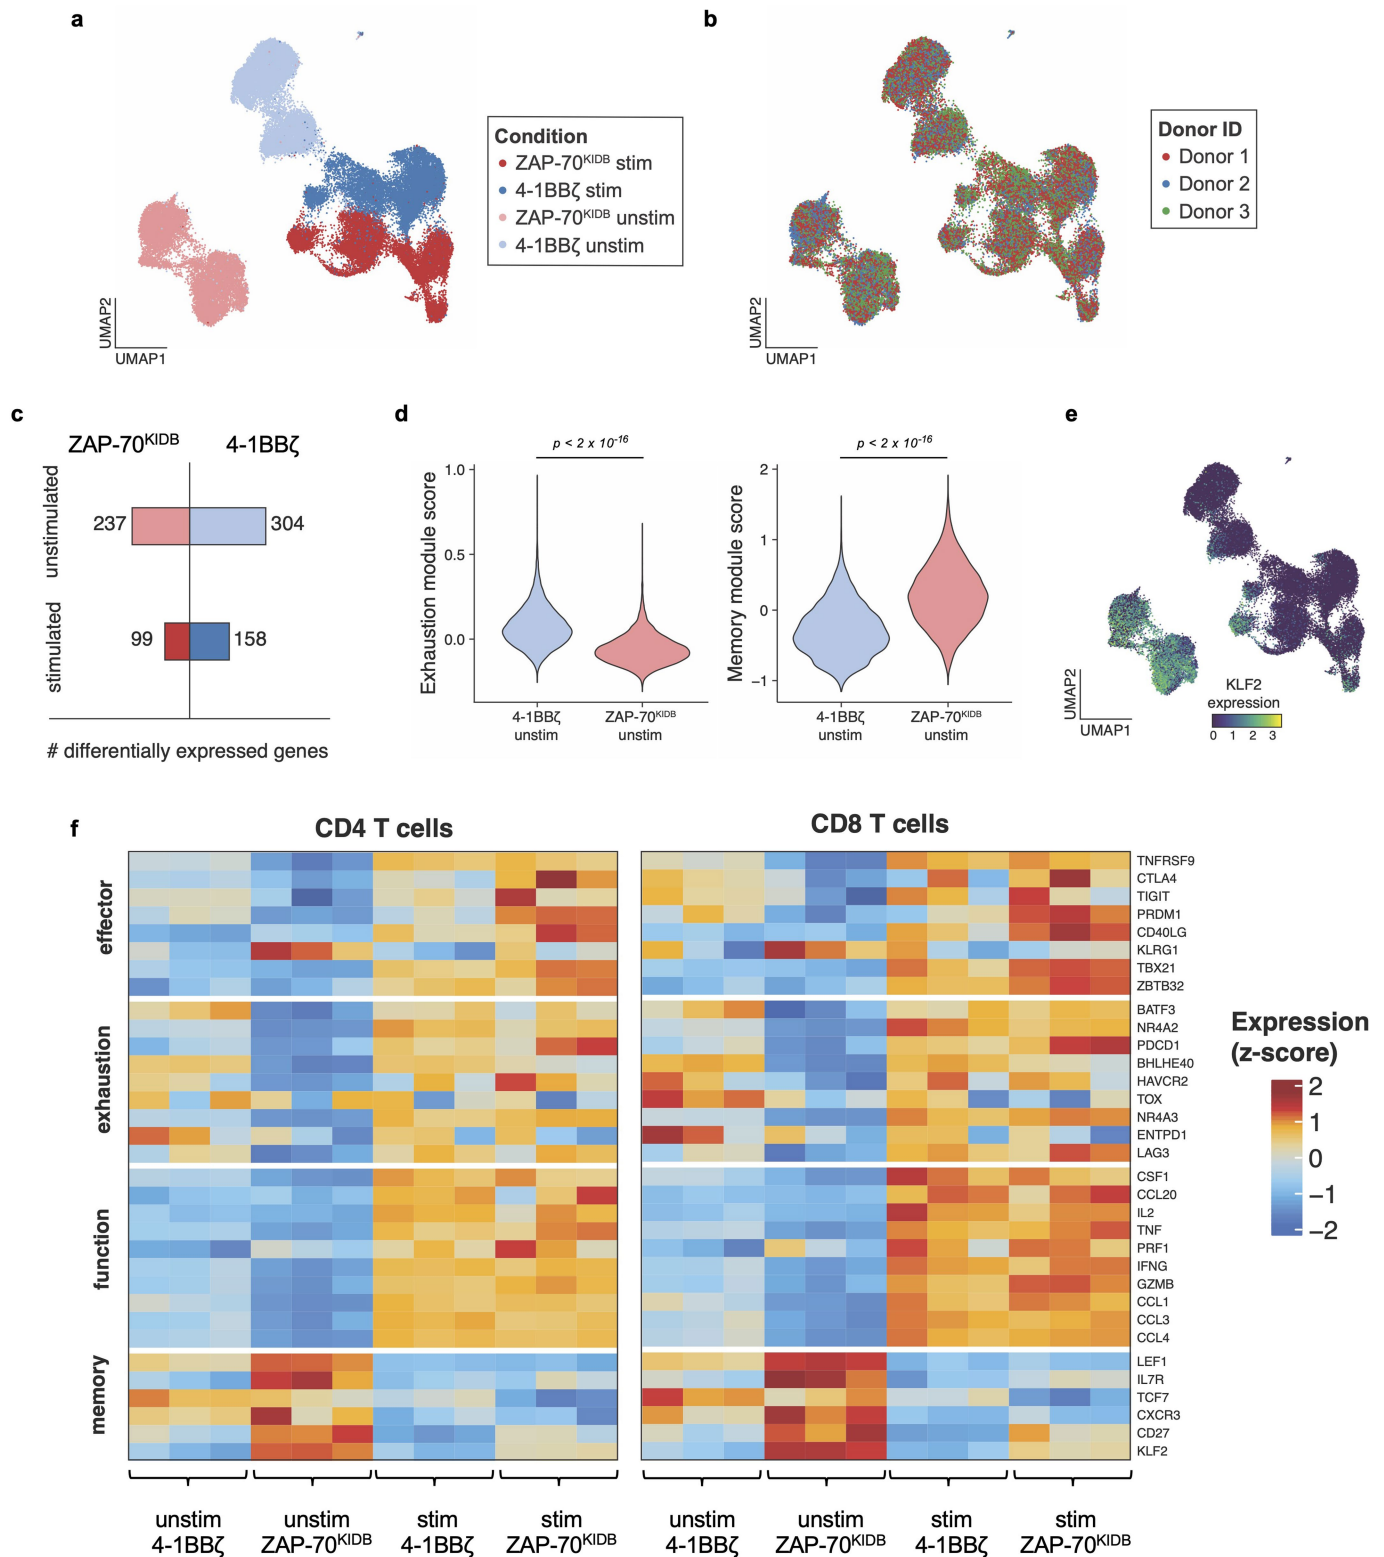 a
Condition
ZAP-70ᴷᴵᴰᴮ stim
4-1BBζ stim
ZAP-70ᴷᴵᴰᴮ unstim
4-1BBζ unstim
UMAP2
UMAP1
b
Donor ID
Donor 1
Donor 2
Donor 3
UMAP2
UMAP1
c
ZAP-70ᴷᴵᴰᴮ 4-1BBζ
unstimulated
237 304
stimulated
99 158
# differentially expressed genes
d
p < 2 x 10⁻¹⁶
Exhaustion module score
1.0
0.5
0.0
4-1BBζ unstim
ZAP-70ᴷᴵᴰᴮ unstim
p < 2 x 10⁻¹⁶
Memory module score
2
1
0
−1
4-1BBζ unstim
ZAP-70ᴷᴵᴰᴮ unstim
e
UMAP2
UMAP1
KLF2
expression
0 1 2 3
f
CD4 T cells
CD8 T cells
effector
TNFRSF9
CTLA4
TIGIT
PRDM1
CD40LG
KLRG1
TBX21
ZBTB32
exhaustion
BATF3
NR4A2
PDCD1
BHLHE40
HAVCR2
TOX
NR4A3
ENTPD1
LAG3
function
CSF1
CCL20
IL2
TNF
PRF1
IFNG
GZMB
CCL1
CCL3
CCL4
memory
LEF1
IL7R
TCF7
CXCR3
CD27
KLF2
Expression
(z-score)
2
1
0
−1
−2
unstim
4-1BBζ
unstim
ZAP-70ᴷᴵᴰᴮ
stim
4-1BBζ
stim
ZAP-70ᴷᴵᴰᴮ
unstim
4-1BBζ
unstim
ZAP-70ᴷᴵᴰᴮ
stim
4-1BBζ
stim
ZAP-70ᴷᴵᴰᴮ